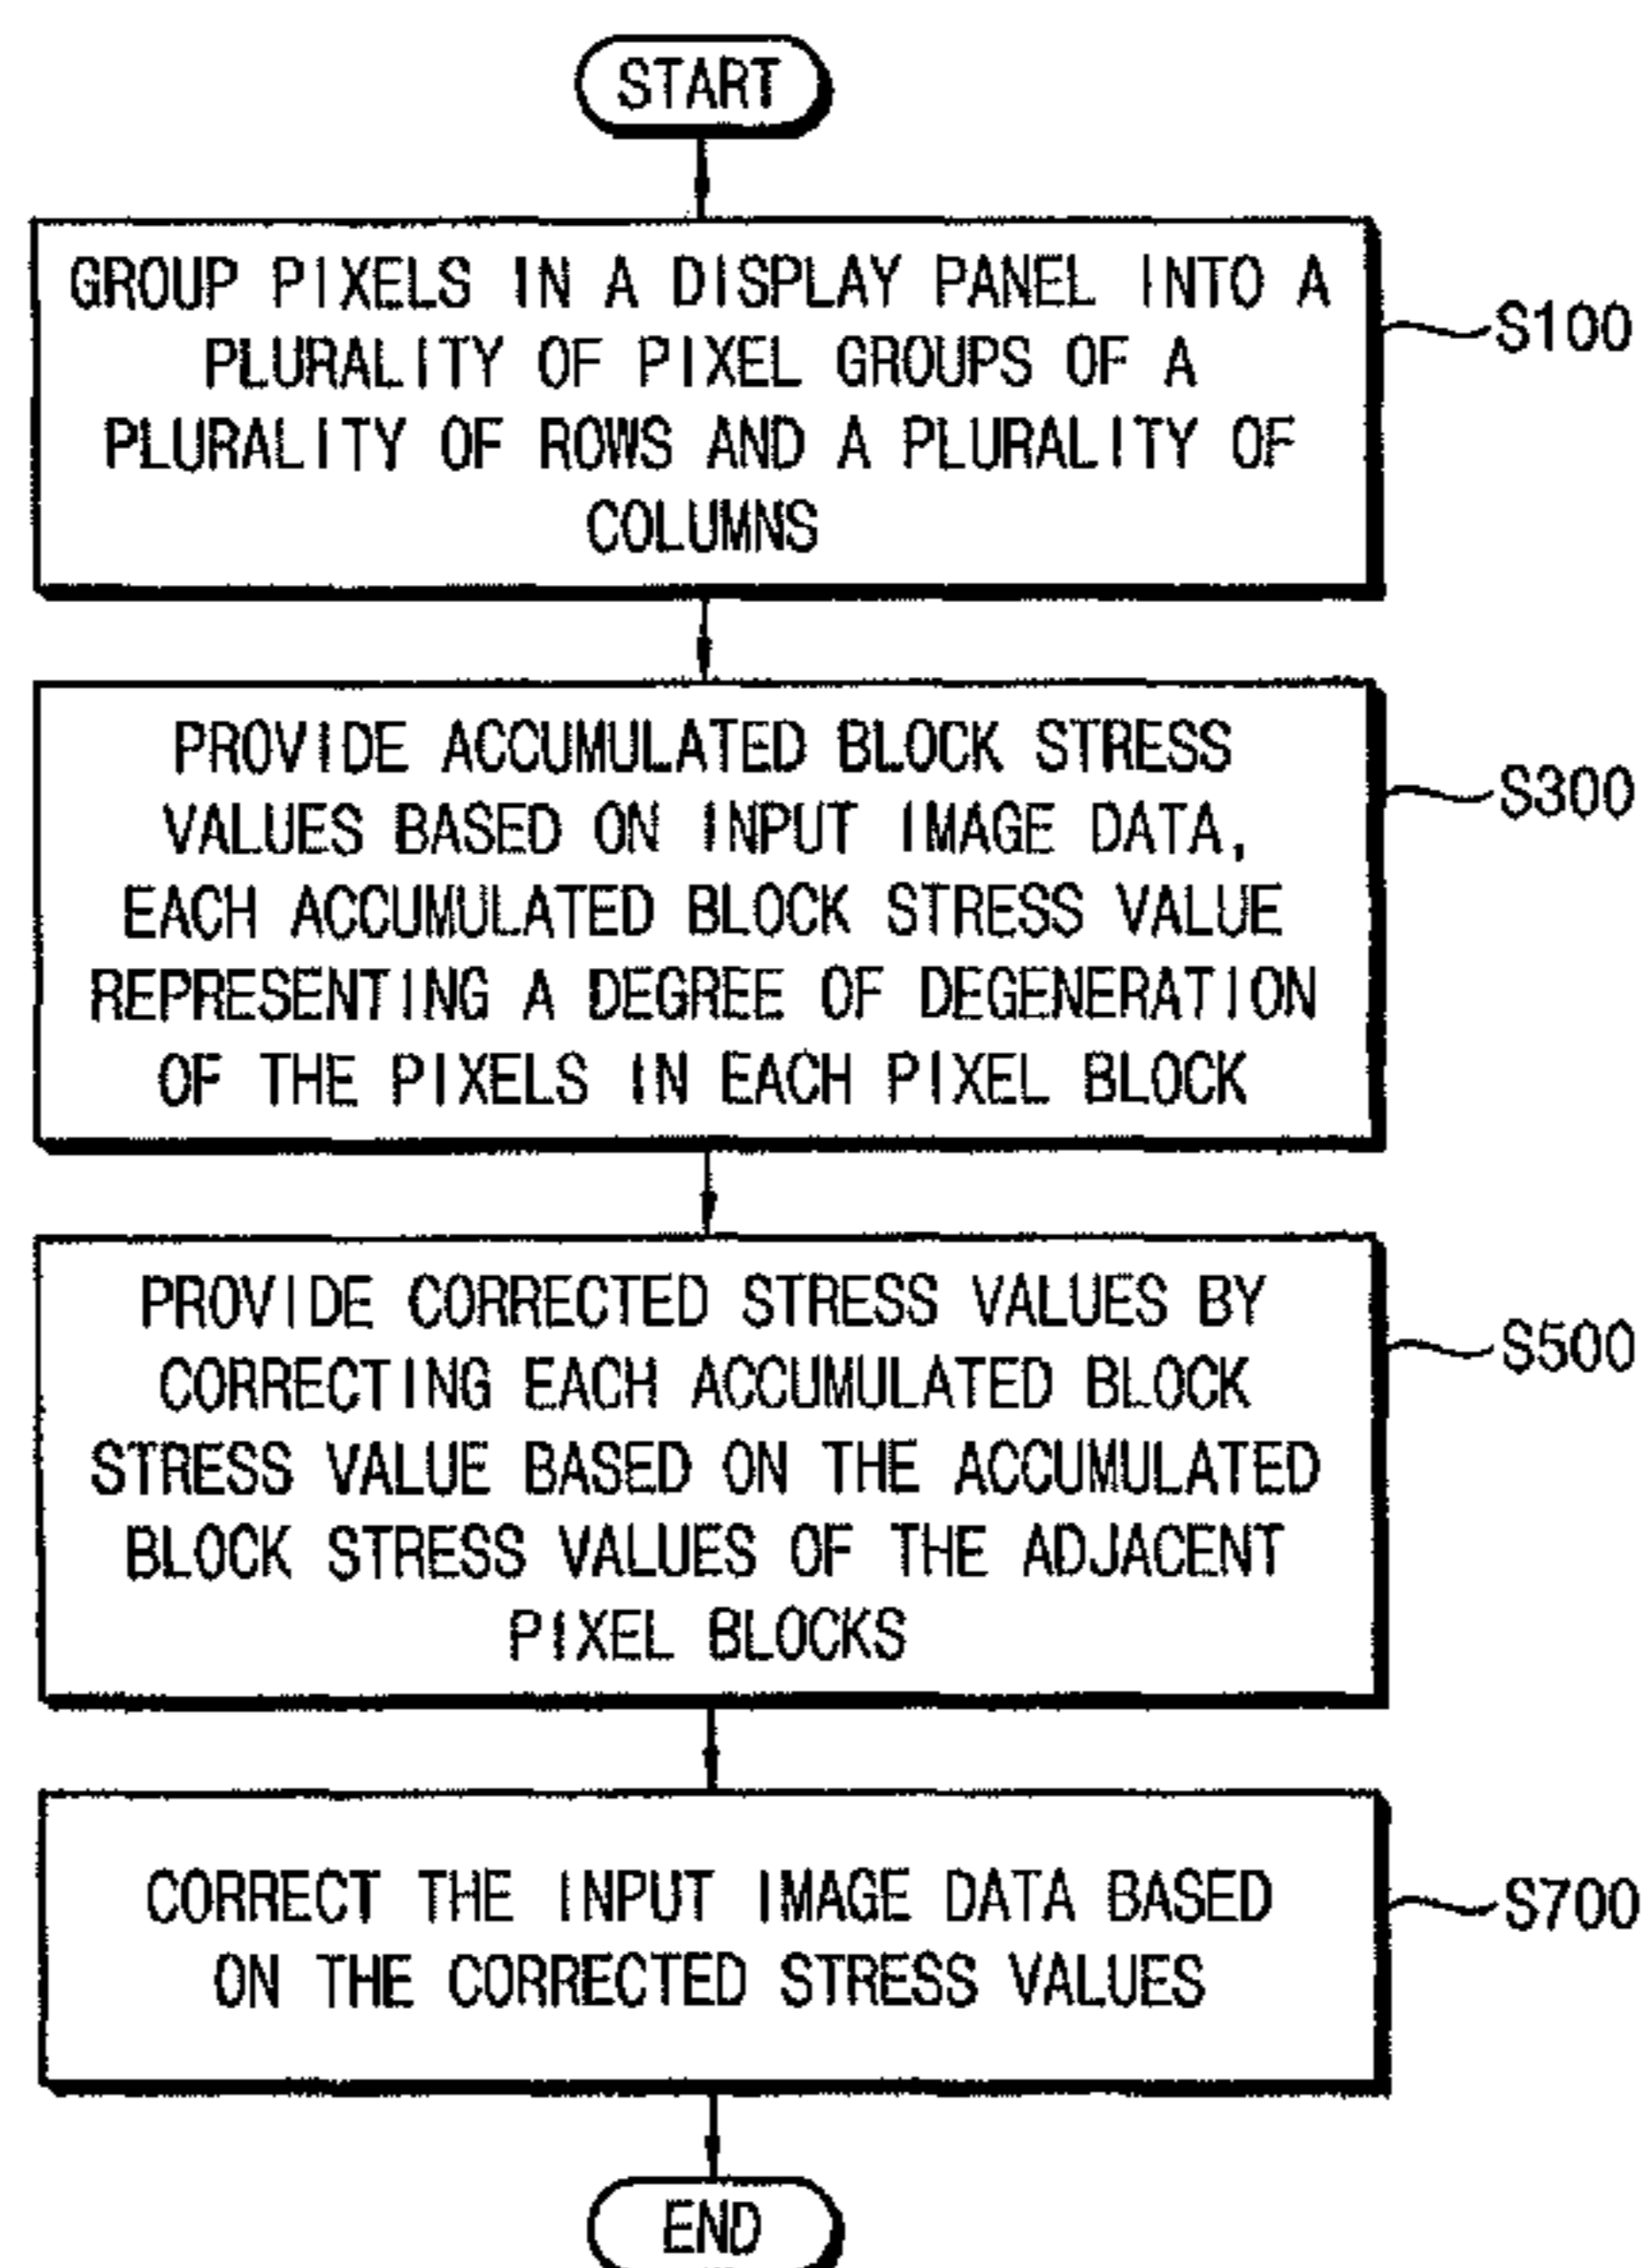 START
GROUP PIXELS IN A DISPLAY PANEL INTO A
PLURALITY OF PIXEL GROUPS OF A
PLURALITY OF ROWS AND A PLURALITY OF
COLUMNS
S100
PROVIDE ACCUMULATED BLOCK STRESS
VALUES BASED ON INPUT IMAGE DATA,
EACH ACCUMULATED BLOCK STRESS VALUE
REPRESENTING A DEGREE OF DEGENERATION
OF THE PIXELS IN EACH PIXEL BLOCK
S300
PROVIDE CORRECTED STRESS VALUES BY
CORRECTING EACH ACCUMULATED BLOCK
STRESS VALUE BASED ON THE ACCUMULATED
BLOCK STRESS VALUES OF THE ADJACENT
PIXEL BLOCKS
S500
CORRECT THE INPUT IMAGE DATA BASED
ON THE CORRECTED STRESS VALUES
S700
END